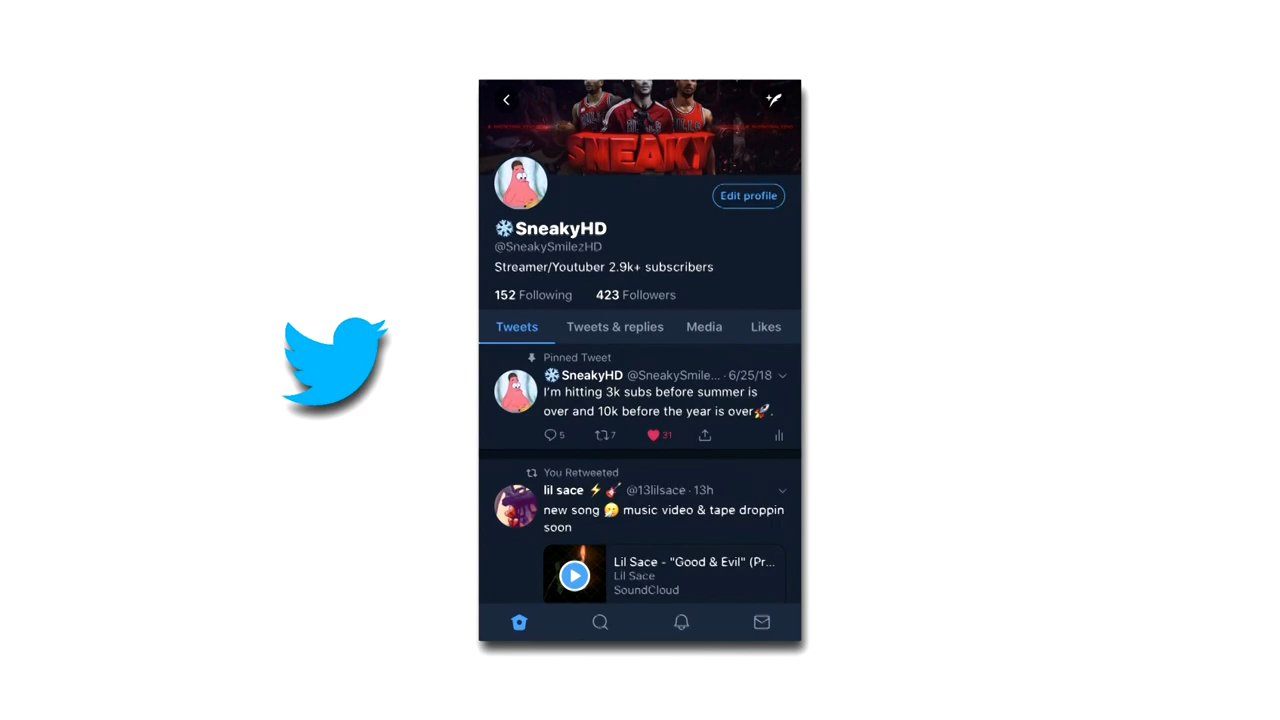 SNEAKY
Edit profile
❄️SneakyHD
@SneakySmilezHD
Streamer/Youtuber 2.9k+ subscribers
152 Following 423 Followers
Tweets Tweets & replies Media Likes
Pinned Tweet
❄️SneakyHD @SneakySmile... · 6/25/18
I'm hitting 3k subs before summer is
over and 10k before the year is over🚀.
5 7 31
You Retweeted
lil sace ⚡ 🎸 @13lilsace · 13h
new song 🥲 music video & tape droppin
soon
Lil Sace - "Good & Evil" (Pr...
Lil Sace
SoundCloud